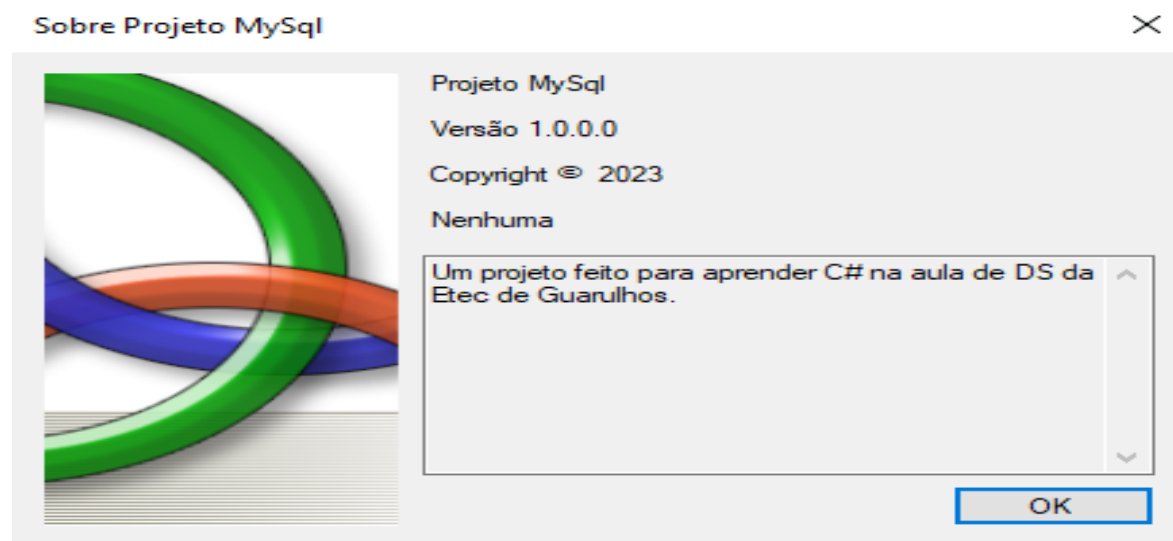 Sobre Projeto MySql
Projeto MySql
Versão 1.0.0.0
Copyright © 2023
Nenhuma
Um projeto feito para aprender C# na aula de DS da
Etec de Guarulhos.
OK